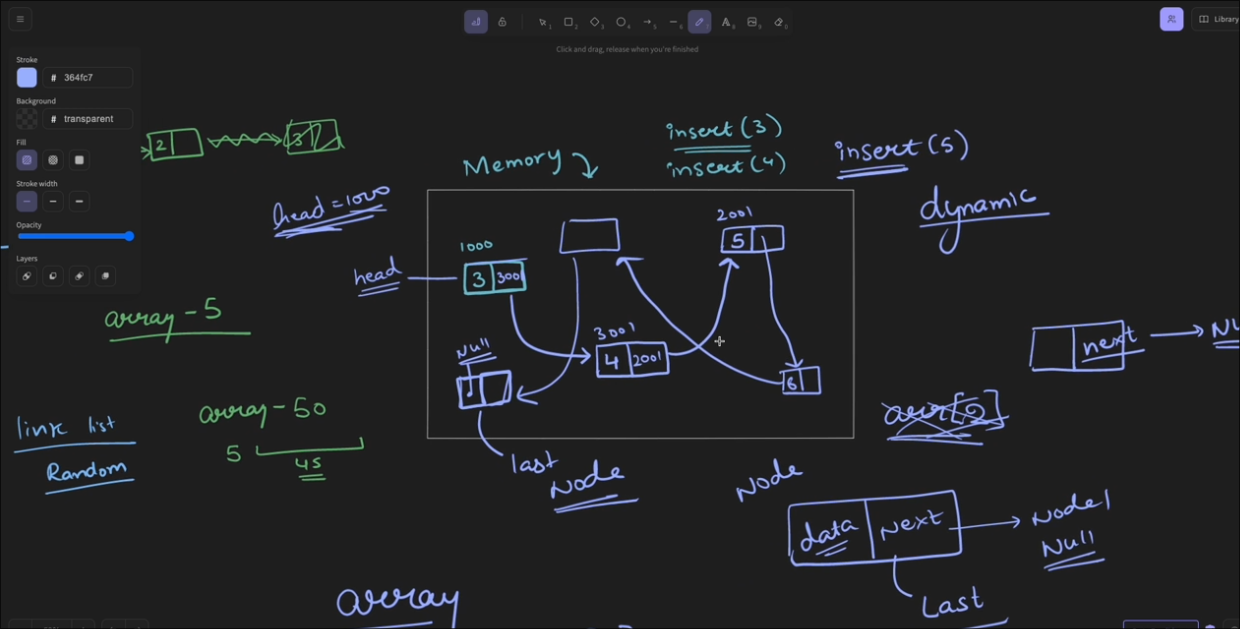 Library
Click and drag, release when you're finished
Stroke
# 364fc7
Background
# transparent
Fill
Stroke width
Opacity
Layers
2
3
Memory
insert (3)
insert (4)
insert (5)
dynamic
head = 1000
head
1000
3 3001
2001
5
3001
4 2001
Null
6
last
Node
array - 5
array - 50
5
45
link list
Random
next
arr[2]
Node
data Next
Node1
Null
Last
array